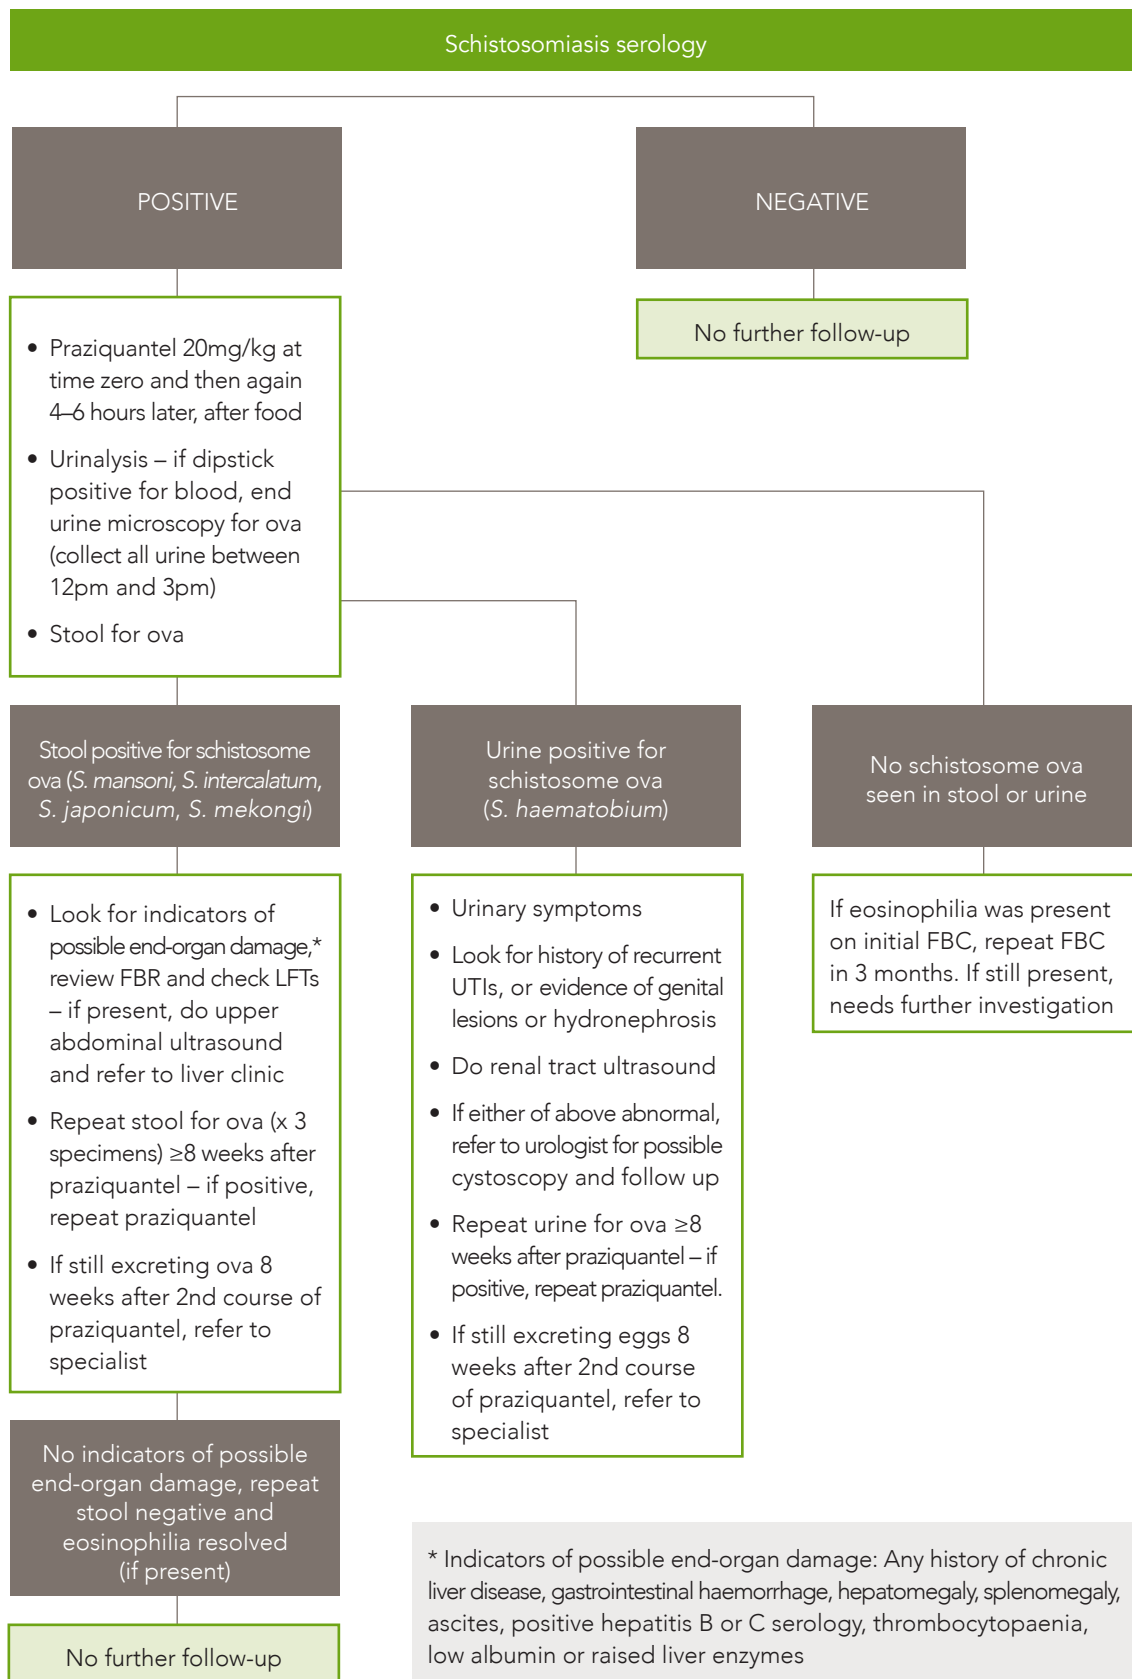 Schistosomiasis serology
POSITIVE
NEGATIVE
No further follow-up
• Praziquantel 20mg/kg at
time zero and then again
4–6 hours later, after food
• Urinalysis – if dipstick
positive for blood, end
urine microscopy for ova
(collect all urine between
12pm and 3pm)
• Stool for ova
Stool positive for schistosome
ova (S. mansoni, S. intercalatum,
S. japonicum, S. mekongi)
Urine positive for
schistosome ova
(S. haematobium)
No schistosome ova
seen in stool or urine
• Look for indicators of
possible end-organ damage,*
review FBR and check LFTs
– if present, do upper
abdominal ultrasound
and refer to liver clinic
• Repeat stool for ova (x 3
specimens) ≥8 weeks after
praziquantel – if positive,
repeat praziquantel
• If still excreting ova 8
weeks after 2nd course of
praziquantel, refer to
specialist
• Urinary symptoms
• Look for history of recurrent
UTIs, or evidence of genital
lesions or hydronephrosis
• Do renal tract ultrasound
• If either of above abnormal,
refer to urologist for possible
cystoscopy and follow up
• Repeat urine for ova ≥8
weeks after praziquantel – if
positive, repeat praziquantel.
• If still excreting eggs 8
weeks after 2nd course
of praziquantel, refer to
specialist
If eosinophilia was present
on initial FBC, repeat FBC
in 3 months. If still present,
needs further investigation
No indicators of possible
end-organ damage, repeat
stool negative and
eosinophilia resolved
(if present)
No further follow-up
* Indicators of possible end-organ damage: Any history of chronic
liver disease, gastrointestinal haemorrhage, hepatomegaly, splenomegaly,
ascites, positive hepatitis B or C serology, thrombocytopaenia,
low albumin or raised liver enzymes